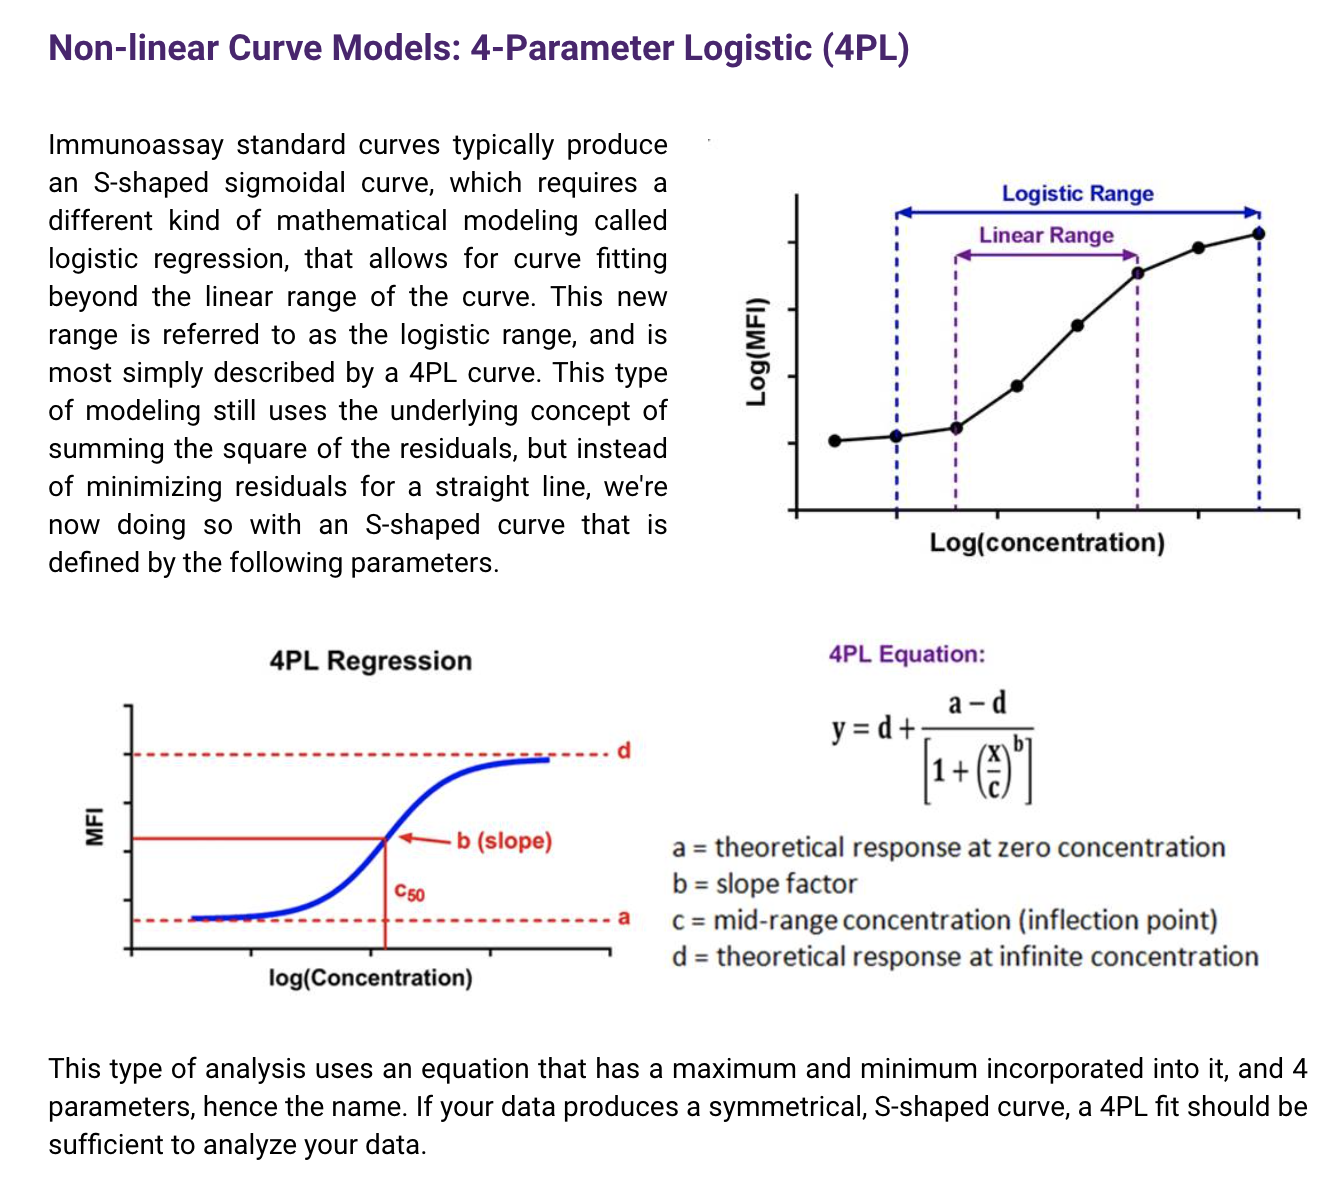 Non-linear Curve Models: 4-Parameter Logistic (4PL)
Immunoassay standard curves typically produce
an S-shaped sigmoidal curve, which requires a
different kind of mathematical modeling called
logistic regression, that allows for curve fitting
beyond the linear range of the curve. This new
range is referred to as the logistic range, and is
most simply described by a 4PL curve. This type
of modeling still uses the underlying concept of
summing the square of the residuals, but instead
of minimizing residuals for a straight line, we're
now doing so with an S-shaped curve that is
defined by the following parameters.
Logistic Range
Linear Range
Log(MFI)
Log(concentration)
4PL Regression
d
MFI
b (slope)
c50
a
log(Concentration)
4PL Equation:
a – d
y = d +
[1 + (x/c)^b]
a = theoretical response at zero concentration
b = slope factor
c = mid-range concentration (inflection point)
d = theoretical response at infinite concentration
This type of analysis uses an equation that has a maximum and minimum incorporated into it, and 4
parameters, hence the name. If your data produces a symmetrical, S-shaped curve, a 4PL fit should be
sufficient to analyze your data.